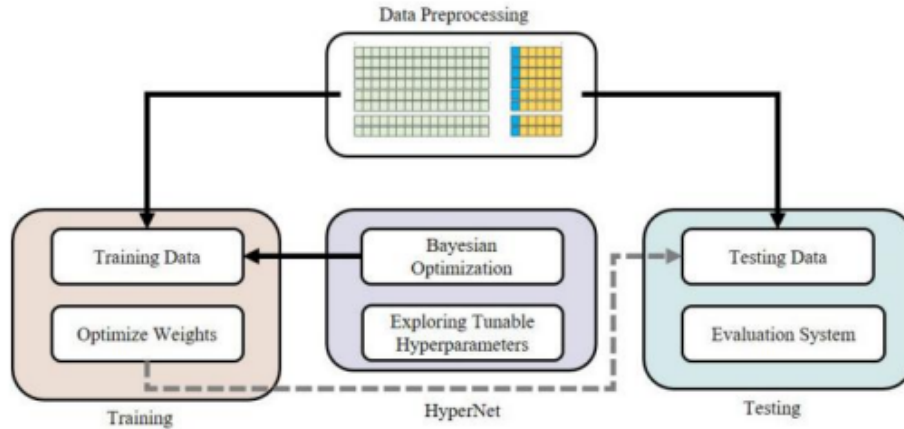 Data Preprocessing
Training Data
Optimize Weights
Training
Bayesian
Optimization
Exploring Tunable
Hyperparameters
HyperNet
Testing Data
Evaluation System
Testing